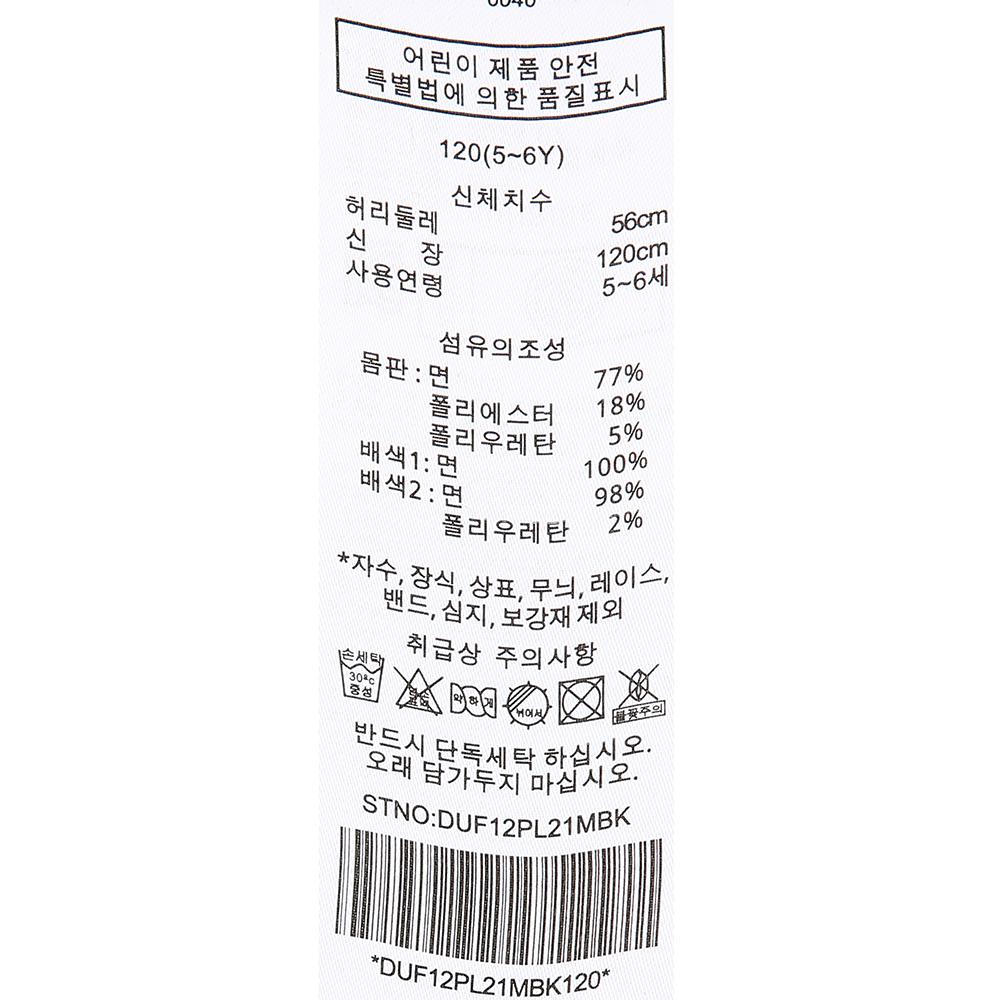 어린이 제품 안전
특별법에 의한 품질표시
120(5~6Y)
신체치수
허리둘레 56cm
신 장 120cm
사용연령 5~6세
섬유의조성
몸판 : 면 77%
폴리에스터 18%
폴리우레탄 5%
배색1: 면 100%
배색2 : 면 98%
폴리우레탄 2%
*자수, 장식, 상표, 무늬, 레이스,
밴드, 심지, 보강재 제외
취급상 주의사항
손세탁
30°c
중성
약하게
뉘어서
불꽃주의
반드시 단독세탁 하십시오.
오래 담가두지 마십시오.
STNO:DUF12PL21MBK
*DUF12PL21MBK120*